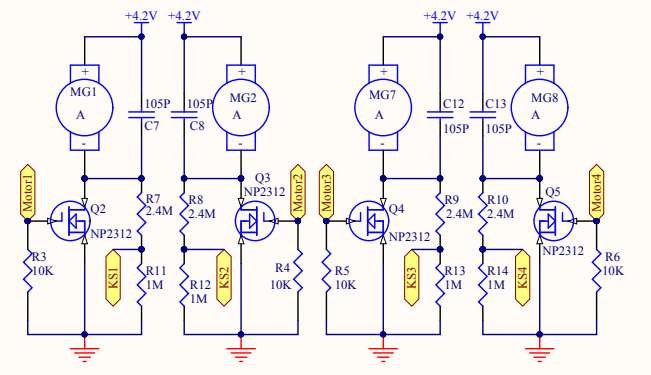 +4.2V
+4.2V
+4.2V
+4.2V
+
MG1
A
-
105P
C7
105P
C8
+
MG2
A
-
+
MG7
A
-
C12
105P
C13
105P
+
MG8
A
-
Motor1
Q2
NP2312
R3
10K
R7
2.4M
KS1
R11
1M
R8
2.4M
KS2
R12
1M
Q3
NP2312
Motor2
R4
10K
Motor3
Q4
NP2312
R5
10K
R9
2.4M
KS3
R13
1M
R10
2.4M
KS4
R14
1M
Q5
NP2312
Motor4
R6
10K